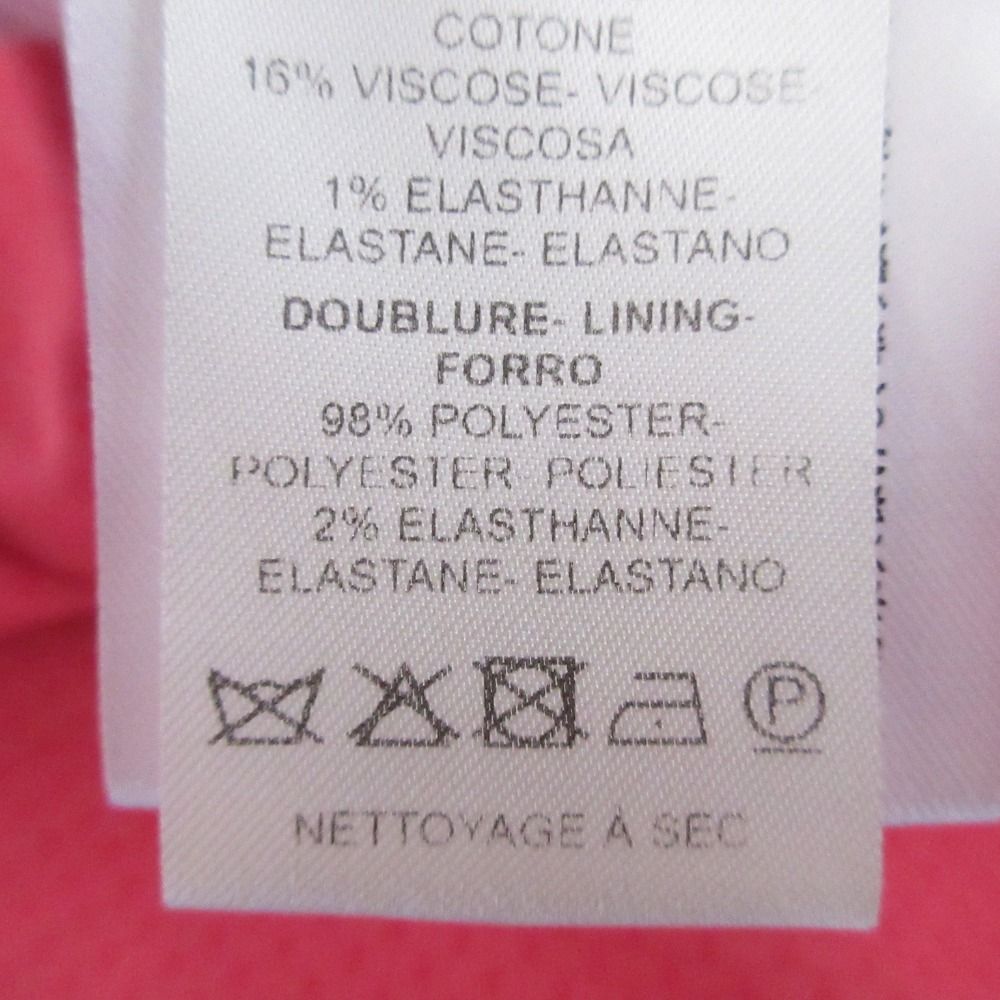 COTONE
16% VISCOSE- VISCOSE
VISCOSA
1% ELASTHANNE-
ELASTANE- ELASTANO
DOUBLURE- LINING-
FORRO
98% POLYESTER-
POLYESTER- POLIESTER
2% ELASTHANNE-
ELASTANE- ELASTANO
P
NETTOYAGE À SEC